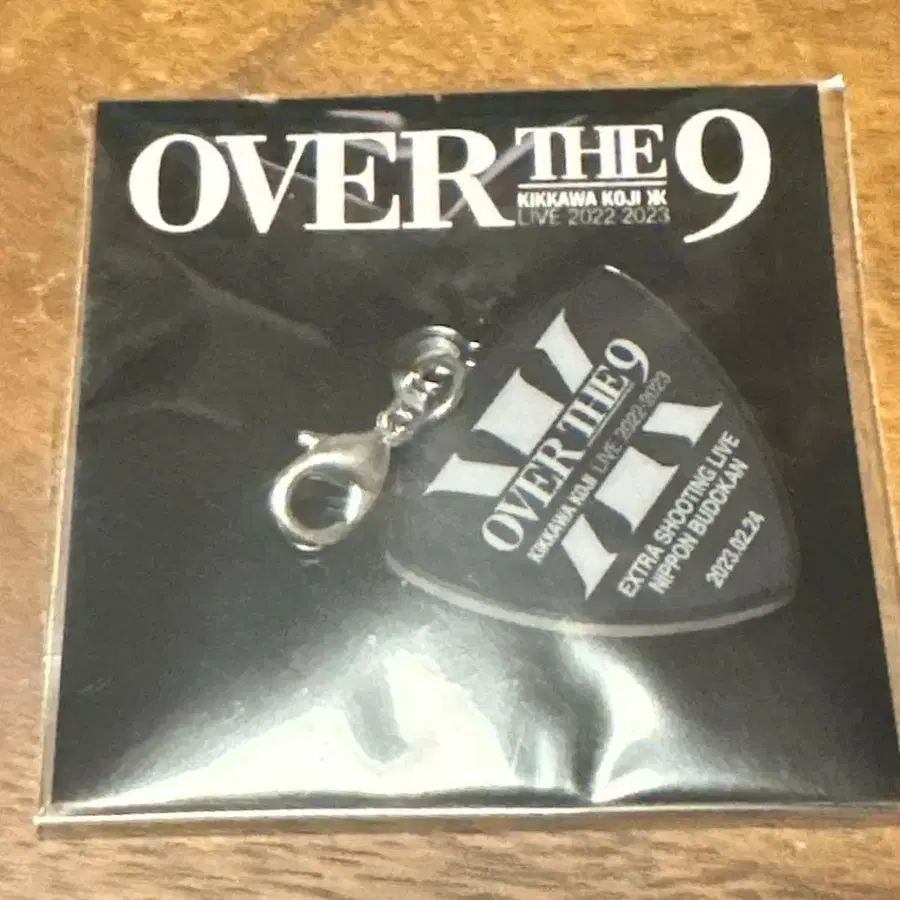 OVER THE 9
KIKKAWA KOJI KK
LIVE 2022-2023
OVER THE 9
KIKKAWA KOJI LIVE 2022-2023
EXTRA SHOOTING LIVE
NIPPON BUDOKAN
2023.02.24